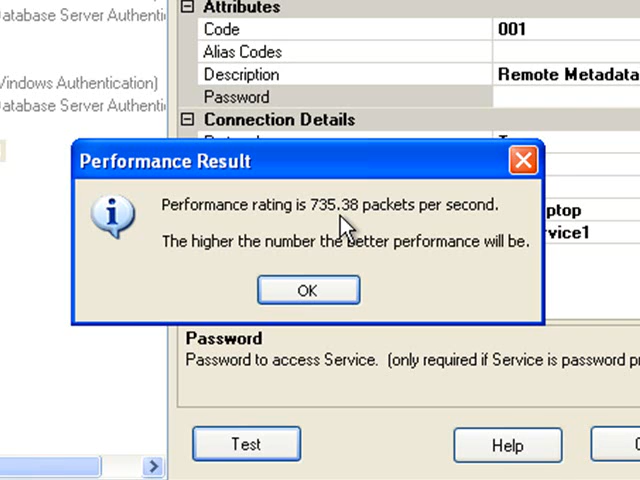 Database Server Authenti
Attributes
Code 001
Alias Codes
Description Remote Metadata
Windows Authentication)
Password
Database Server Authentic
Connection Details
Performance Result
Performance rating is 735.38 packets per second.
ptop
The higher the number the better performance will be.
rvice1
OK
Password
Password to access Service. (only required if Service is password pr
Test
Help